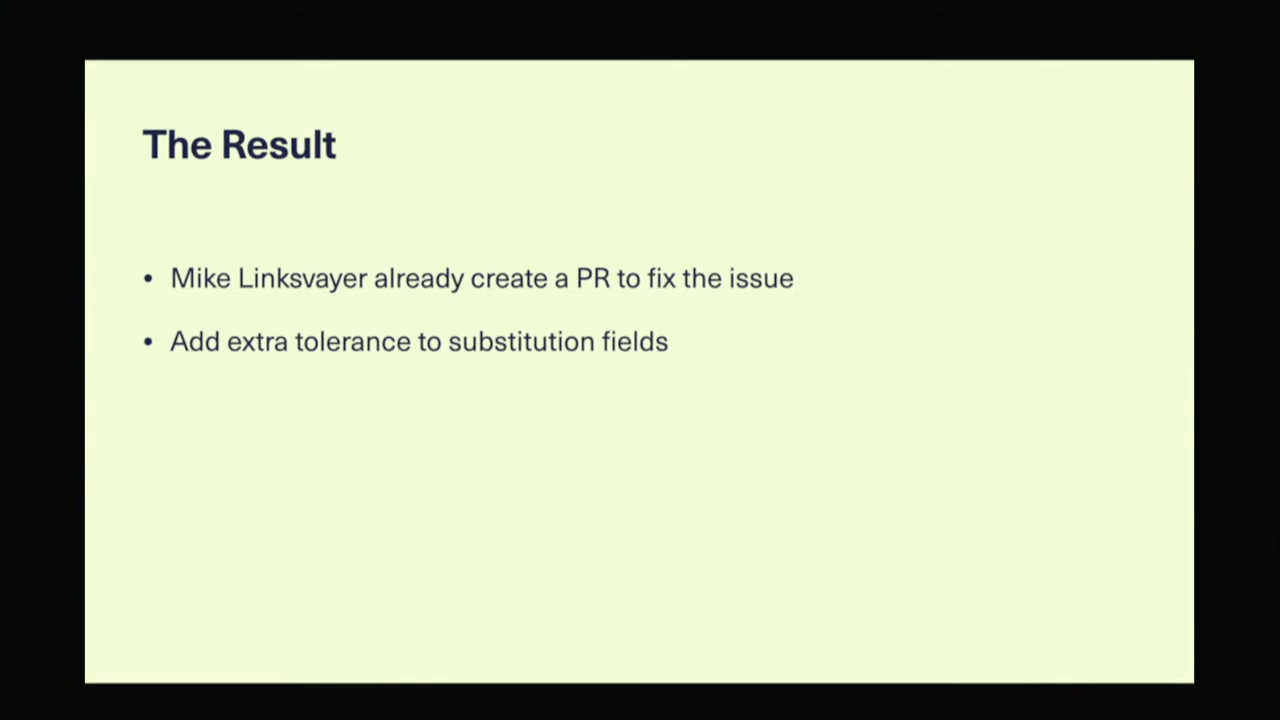 The Result
• Mike Linksvayer already create a PR to fix the issue
• Add extra tolerance to substitution fields